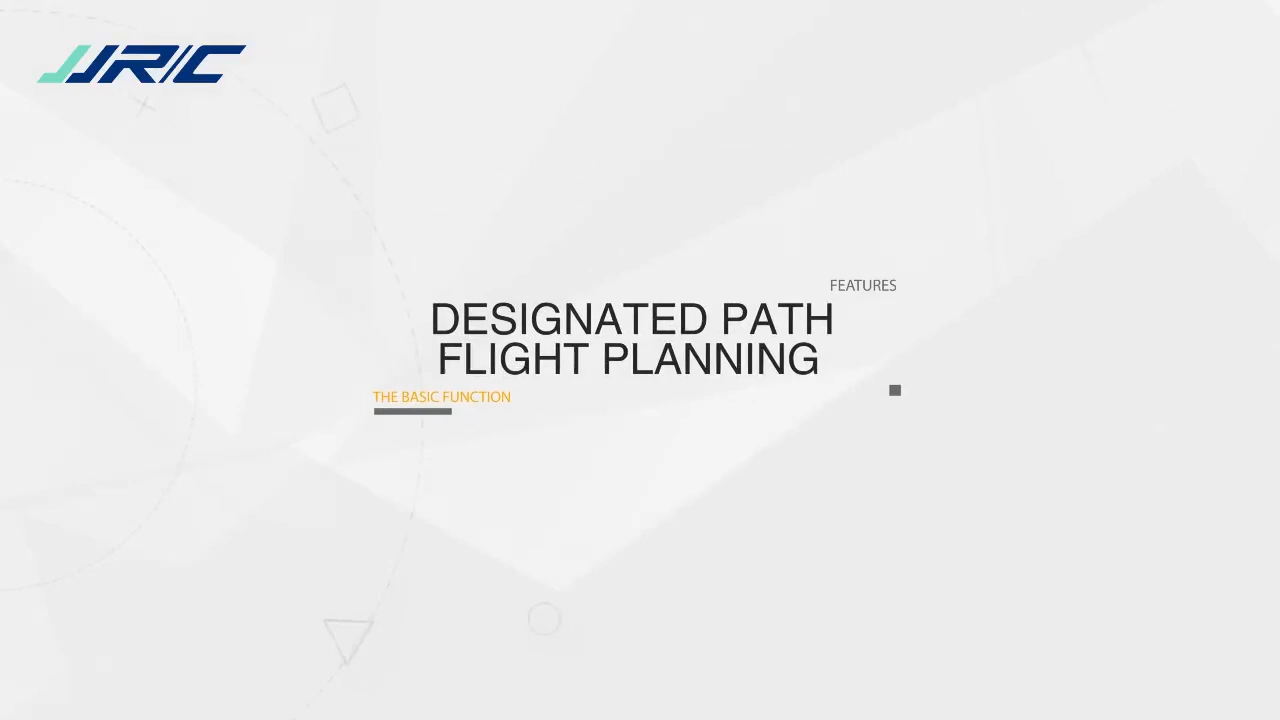 JJRC
FEATURES
DESIGNATED PATH
FLIGHT PLANNING
THE BASIC FUNCTION